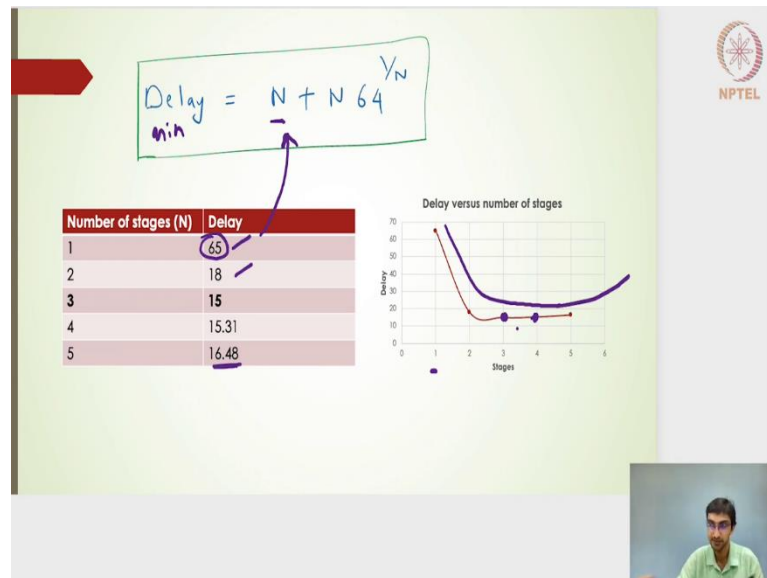 NPTEL
Delay = N + N 64^1/N
min
Number of stages (N) Delay
1 65
2 18
3 15
4 15.31
5 16.48
Delay versus number of stages
70
60
50
40
30
20
10
0
Delay
0 1 2 3 4 5 6
Stages